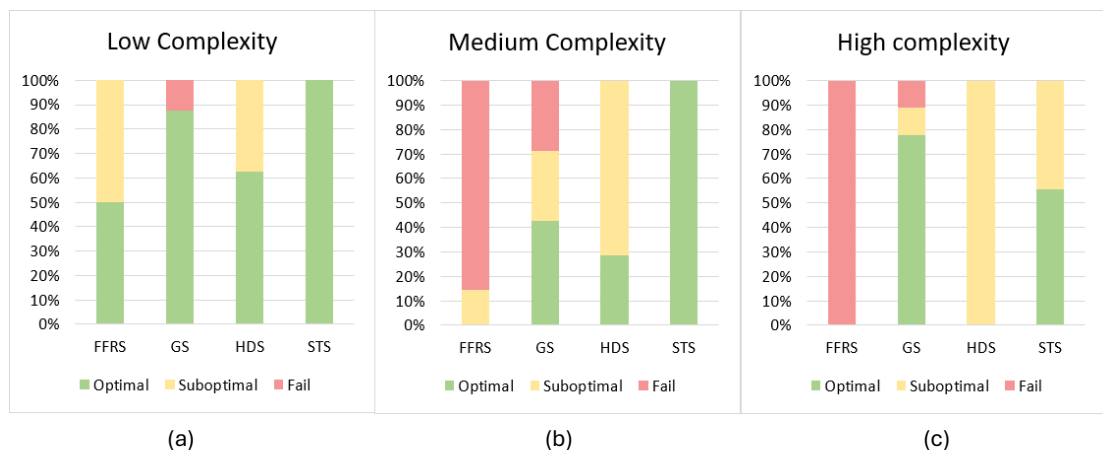 Low Complexity
100%
90%
80%
70%
60%
50%
40%
30%
20%
10%
0%
FFRS GS HDS STS
Optimal Suboptimal Fail
(a)
Medium Complexity
100%
90%
80%
70%
60%
50%
40%
30%
20%
10%
0%
FFRS GS HDS STS
Optimal Suboptimal Fail
(b)
High complexity
100%
90%
80%
70%
60%
50%
40%
30%
20%
10%
0%
FFRS GS HDS STS
Optimal Suboptimal Fail
(c)